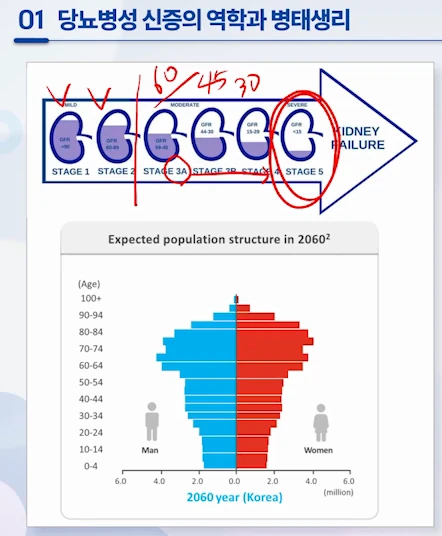 01 당뇨병성 신증의 역학과 병태생리
60 / 45 30
MILD MODERATE SEVERE
GFR >90
GFR 60-89
GFR 59-45
GFR 44-30
GFR 15-29
GFR <15
KIDNEY FAILURE
STAGE 1 STAGE 2 STAGE 3A STAGE 3B STAGE 4 STAGE 5
Expected population structure in 2060²
(Age)
100+
90-94
80-84
70-74
60-64
50-54
40-44
30-34
20-24
10-14
0-4
Man Women
6.0 4.0 2.0 0.0 2.0 4.0 6.0
(million)
2060 year (Korea)